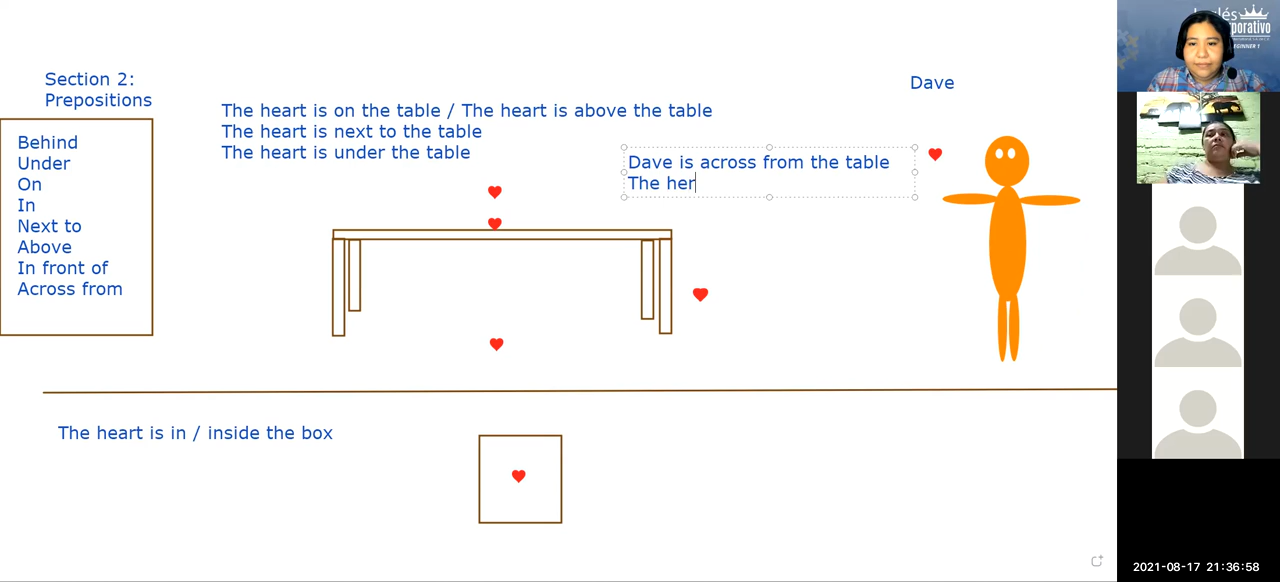 Section 2:
Prepositions
Behind
Under
On
In
Next to
Above
In front of
Across from
The heart is on the table / The heart is above the table
The heart is next to the table
The heart is under the table
Dave is across from the table
The her
Dave
The heart is in / inside the box
2021-08-17 21:36:58